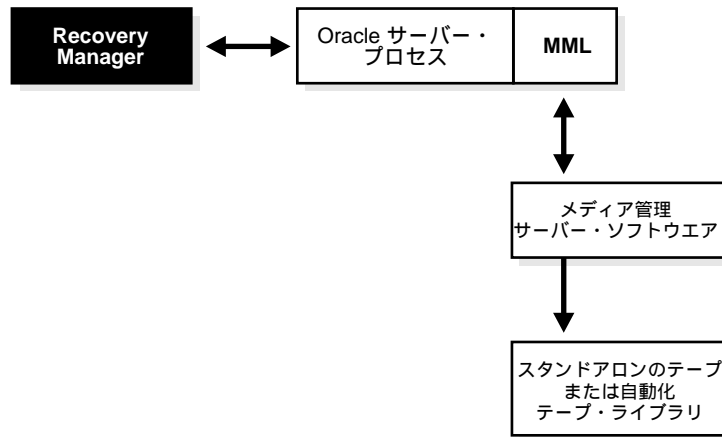 Recovery
Manager
Oracle サーバー・
プロセス
MML
メディア管理
サーバー・ソフトウエア
スタンドアロンのテープ
または自動化
テープ・ライブラリ